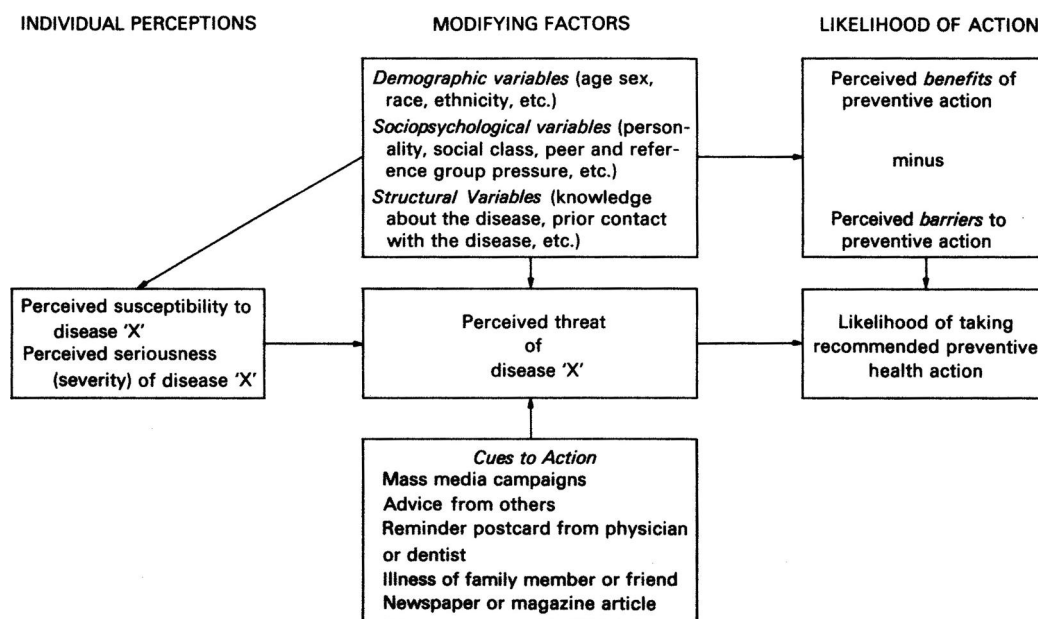 INDIVIDUAL PERCEPTIONS
MODIFYING FACTORS
LIKELIHOOD OF ACTION
Demographic variables (age sex,
race, ethnicity, etc.)
Sociopsychological variables (person-
ality, social class, peer and refer-
ence group pressure, etc.)
Structural Variables (knowledge
about the disease, prior contact
with the disease, etc.)
Perceived benefits of
preventive action
minus
Perceived barriers to
preventive action
Perceived susceptibility to
disease 'X'
Perceived seriousness
(severity) of disease 'X'
Perceived threat
of
disease 'X'
Likelihood of taking
recommended preventive
health action
Cues to Action
Mass media campaigns
Advice from others
Reminder postcard from physician
or dentist
Illness of family member or friend
Newspaper or magazine article